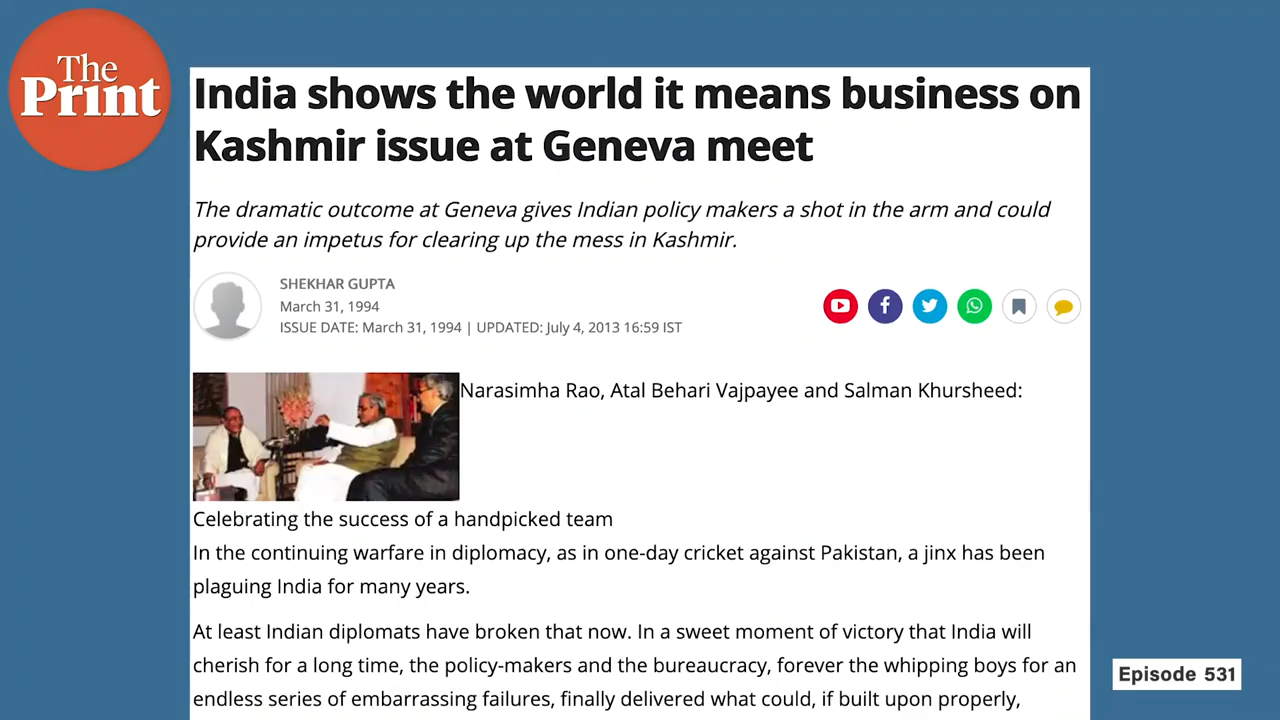 The
Print
India shows the world it means business on
Kashmir issue at Geneva meet
The dramatic outcome at Geneva gives Indian policy makers a shot in the arm and could
provide an impetus for clearing up the mess in Kashmir.
SHEKHAR GUPTA
March 31, 1994
ISSUE DATE: March 31, 1994 | UPDATED: July 4, 2013 16:59 IST
Narasimha Rao, Atal Behari Vajpayee and Salman Khursheed:
Celebrating the success of a handpicked team
In the continuing warfare in diplomacy, as in one-day cricket against Pakistan, a jinx has been
plaguing India for many years.
At least Indian diplomats have broken that now. In a sweet moment of victory that India will
cherish for a long time, the policy-makers and the bureaucracy, forever the whipping boys for an
endless series of embarrassing failures, finally delivered what could, if built upon properly,
Episode 531